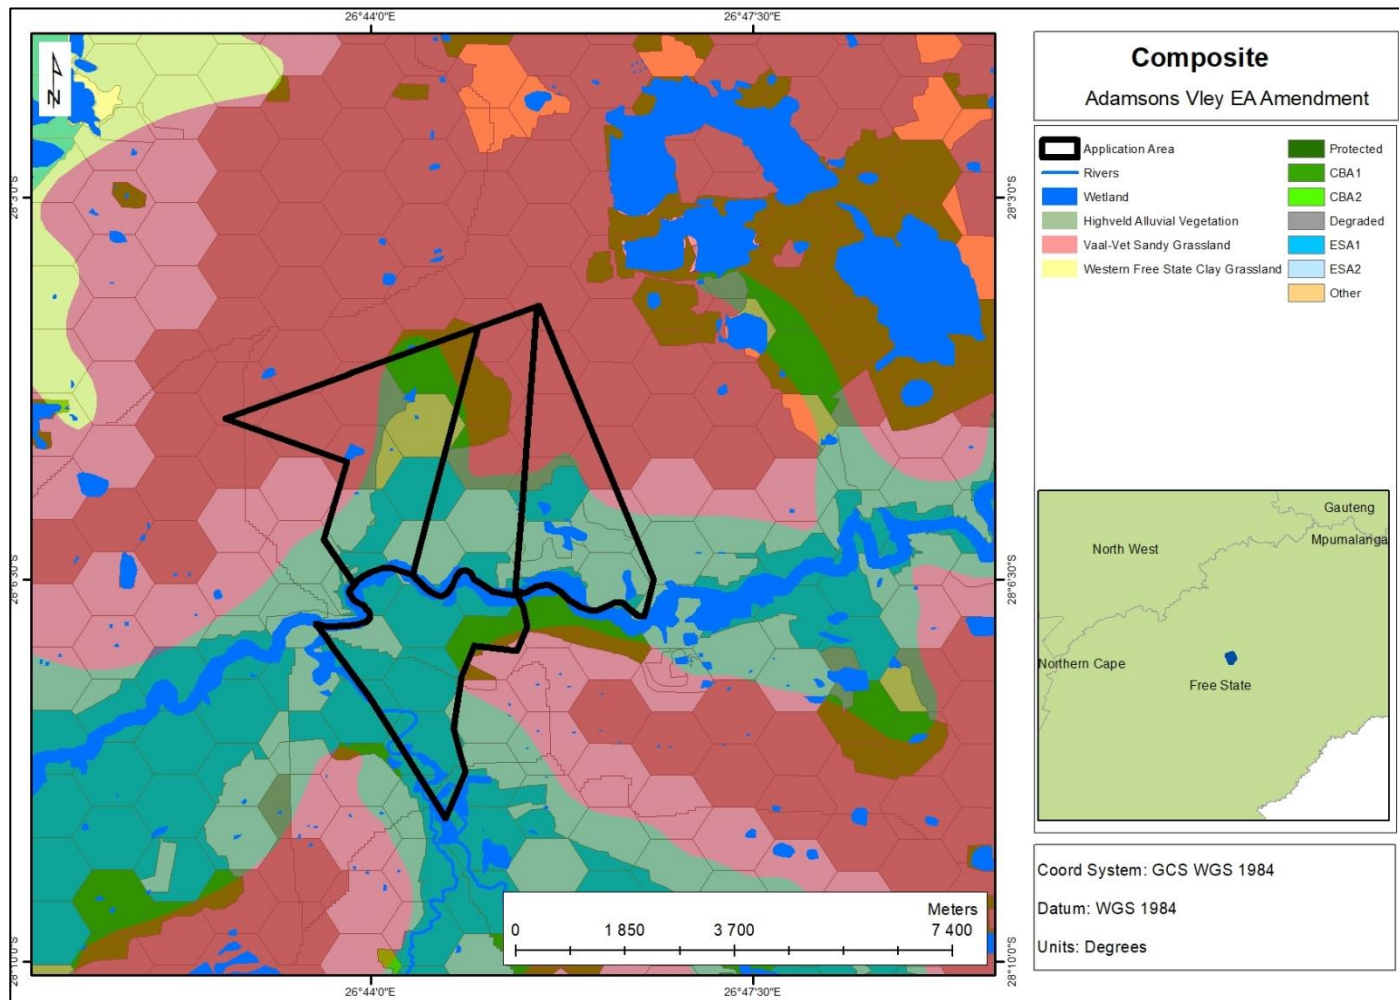 26°44'0"E 26°47'30"E
Composite
Adamsons Vley EA Amendment
N
Application Area
Rivers
Wetland
Highveld Alluvial Vegetation
Vaal-Vet Sandy Grassland
Western Free State Clay Grassland
Protected
CBA1
CBA2
Degraded
ESA1
ESA2
Other
28°3'0"S 28°3'0"S
28°6'30"S 28°6'30"S
28°10'0"S 28°10'0"S
Gauteng
North West
Mpumalanga
Northern Cape
Free State
Meters
0 1 850 3 700 7 400
Coord System: GCS WGS 1984
Datum: WGS 1984
Units: Degrees
26°44'0"E 26°47'30"E